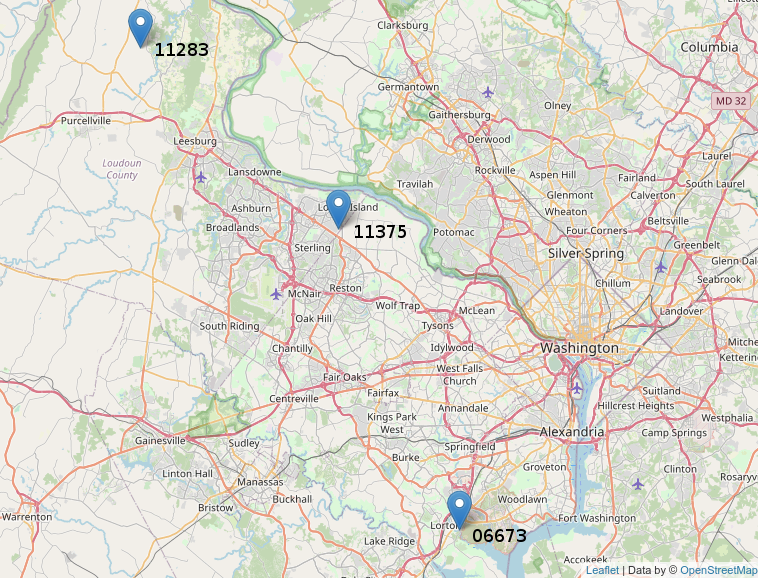 Clarksburg
Columbia
11283
Germantown
MD 32
Olney
Gaithersburg
Purcellville
Derwood
Leesburg
Laurel
Loudoun
County
Rockville
Lansdowne
Aspen Hill
Fairland
Travilah
South Laurel
Glenmont
Calverton
Ashburn
Wheaton
Beltsville
Broadlands
11375
Potomac
Four Corners
Sterling
Greenbelt
Silver Spring
Glenn Dale
Seabrook
Chillum
McNair
Reston
Wolf Trap
McLean
Landover
Oak Hill
South Riding
Tysons
Mitche
Chantilly
Idylwood
Washington
Ketterin
West Falls
Church
Fair Oaks
Fairfax
Suitland
Centreville
Annandale
Hillcrest Heights
Kings Park
West
Westphalia
Alexandria
Camp Springs
Gainesville
Sudley
Springfield
Burke
Groveton
Clinton
Linton Hall
Manassas
Rosaryv
Buckhall
Woodlawn
Bristow
Warrenton
Lorton
Fort Washington
06673
Lake Ridge
Accokeek
Leaflet | Data by © OpenStreetMap